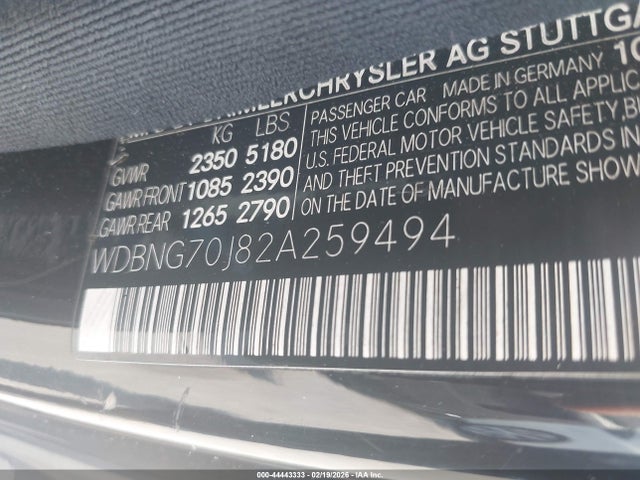 CHRYSLER AG STUTTGA
KG LBS
GVWR 2350 5180
GAWR FRONT 1085 2390
GAWR REAR 1265 2790
PASSENGER CAR MADE IN GERMANY
THIS VEHICLE CONFORMS TO ALL APPLIC
U.S. FEDERAL MOTOR VEHICLE SAFETY, B
AND THEFT PREVENTION STANDARDS IN
ON THE DATE OF MANUFACTURE SHOW
WDBNG70J82A259494
000-44443333 - 02/19/2026 - IAA Inc.